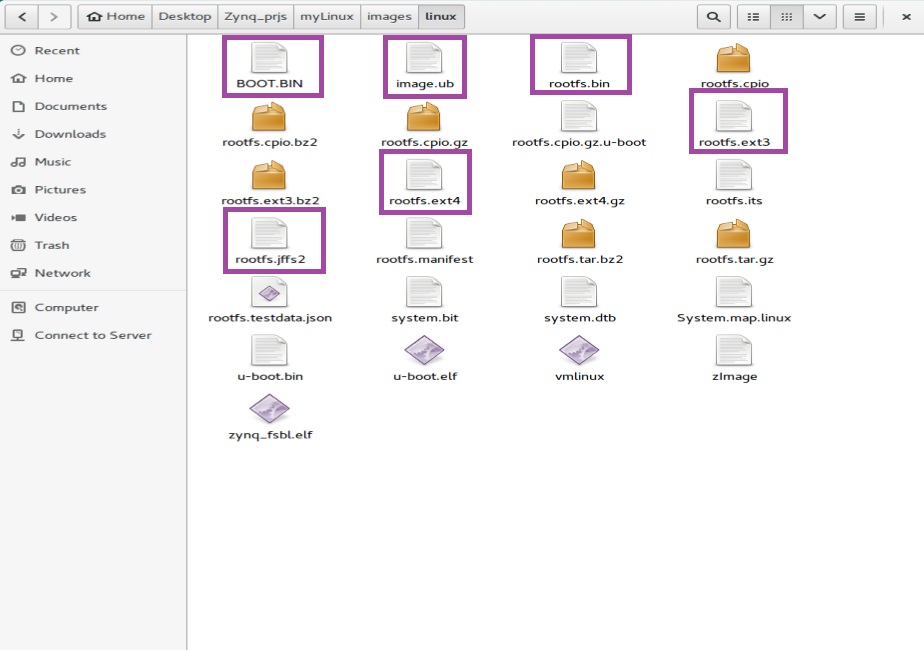 Home Desktop Zynq_prjs myLinux images linux
Recent
Home
Documents
Downloads
Music
Pictures
Videos
Trash
Network
Computer
Connect to Server
BOOT.BIN image.ub rootfs.bin rootfs.cpio
rootfs.cpio.bz2 rootfs.cpio.gz rootfs.cpio.gz.u-boot rootfs.ext3
rootfs.ext3.bz2 rootfs.ext4 rootfs.ext4.gz rootfs.its
rootfs.jffs2 rootfs.manifest rootfs.tar.bz2 rootfs.tar.gz
rootfs.testdata.json system.bit system.dtb System.map.linux
u-boot.bin u-boot.elf vmlinux zImage
zynq_fsbl.elf